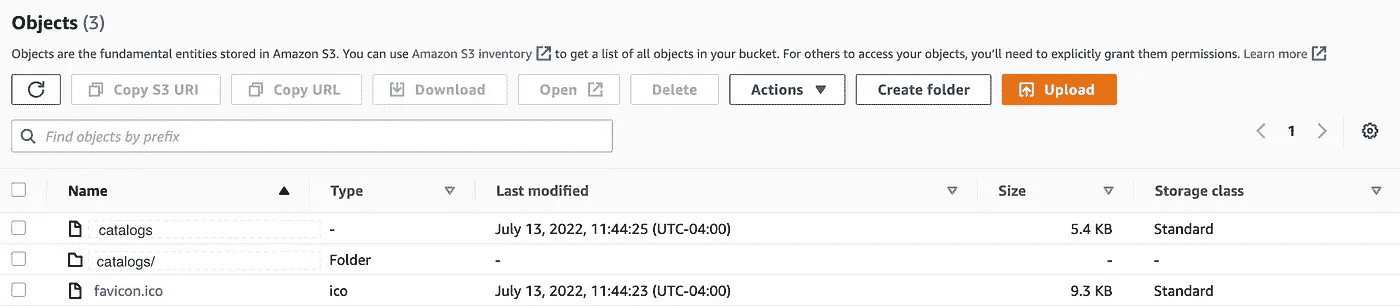 Objects (3)
Objects are the fundamental entities stored in Amazon S3. You can use Amazon S3 inventory to get a list of all objects in your bucket. For others to access your objects, you'll need to explicitly grant them permissions. Learn more
Copy S3 URI Copy URL Download Open Delete Actions Create folder Upload
Find objects by prefix 1
Name Type Last modified Size Storage class
catalogs - July 13, 2022, 11:44:25 (UTC-04:00) 5.4 KB Standard
catalogs/ Folder - - -
favicon.ico ico July 13, 2022, 11:44:23 (UTC-04:00) 9.3 KB Standard